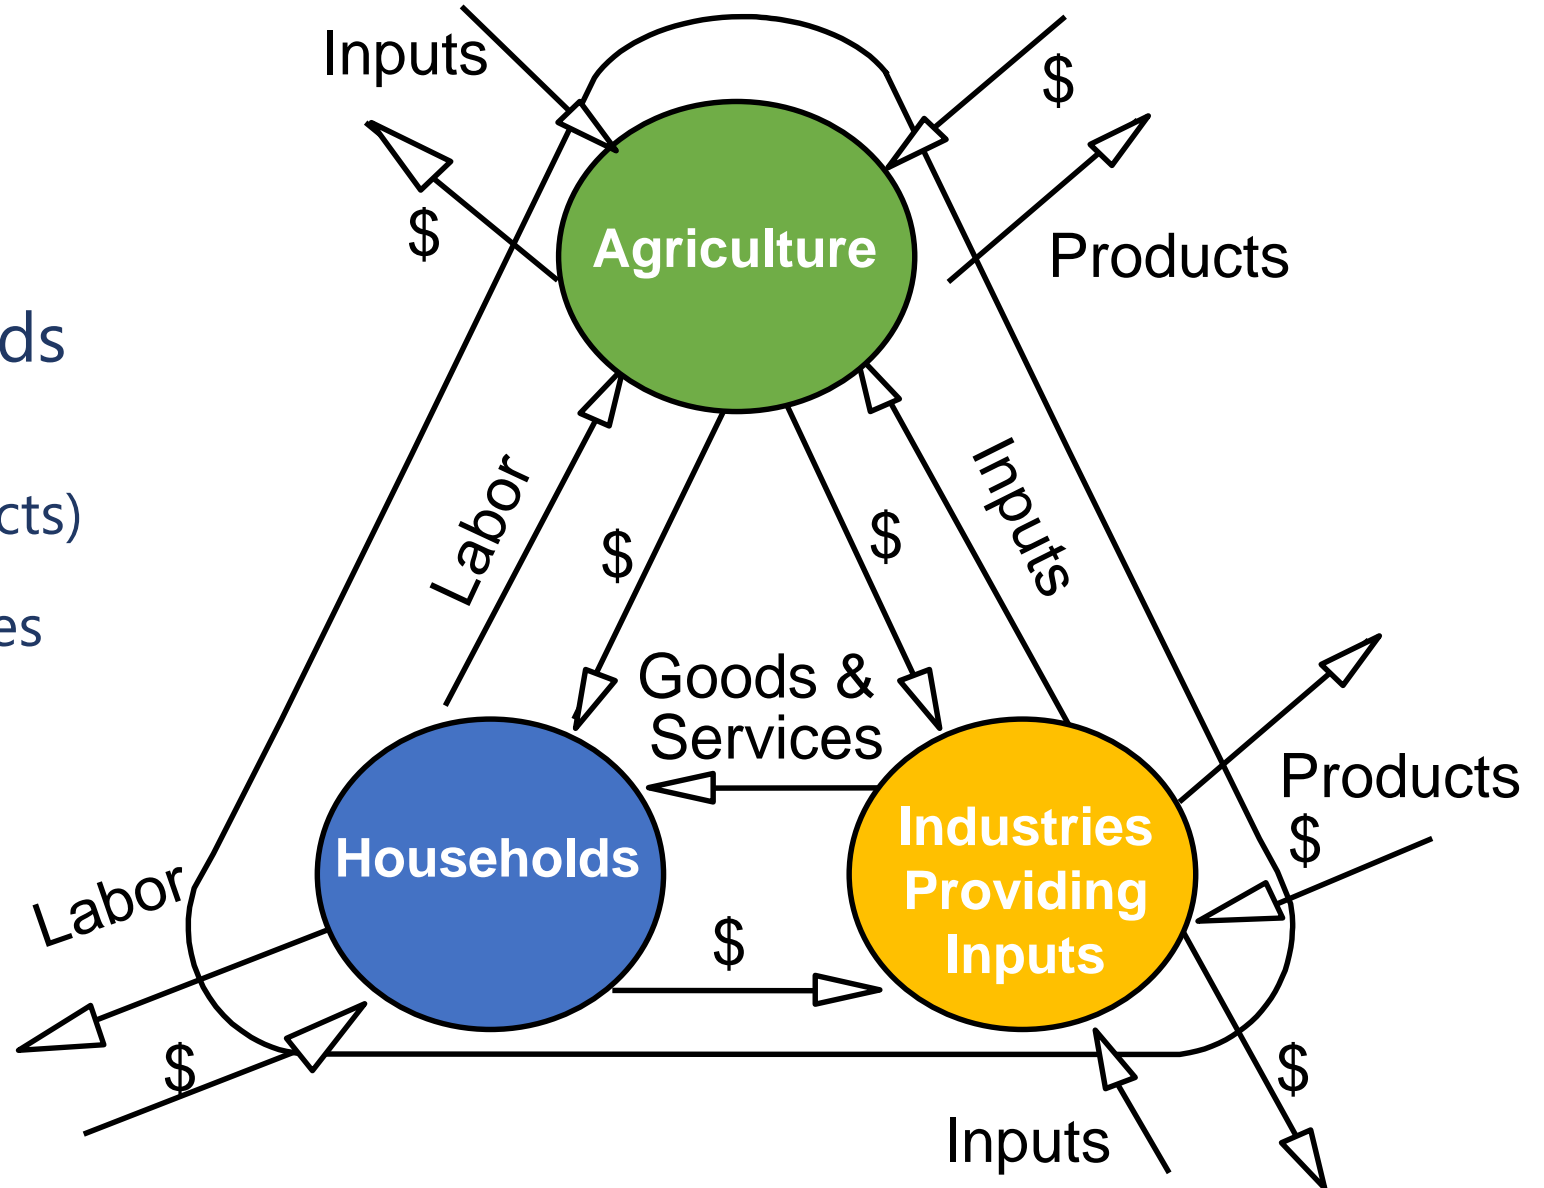 Inputs
$
$
Agriculture
Products
ds
Labor
$
$
Inputs
cts)
es
Goods &
Services
Products
$
Households
Industries
Providing
Inputs
Labor
$
$
$
Inputs